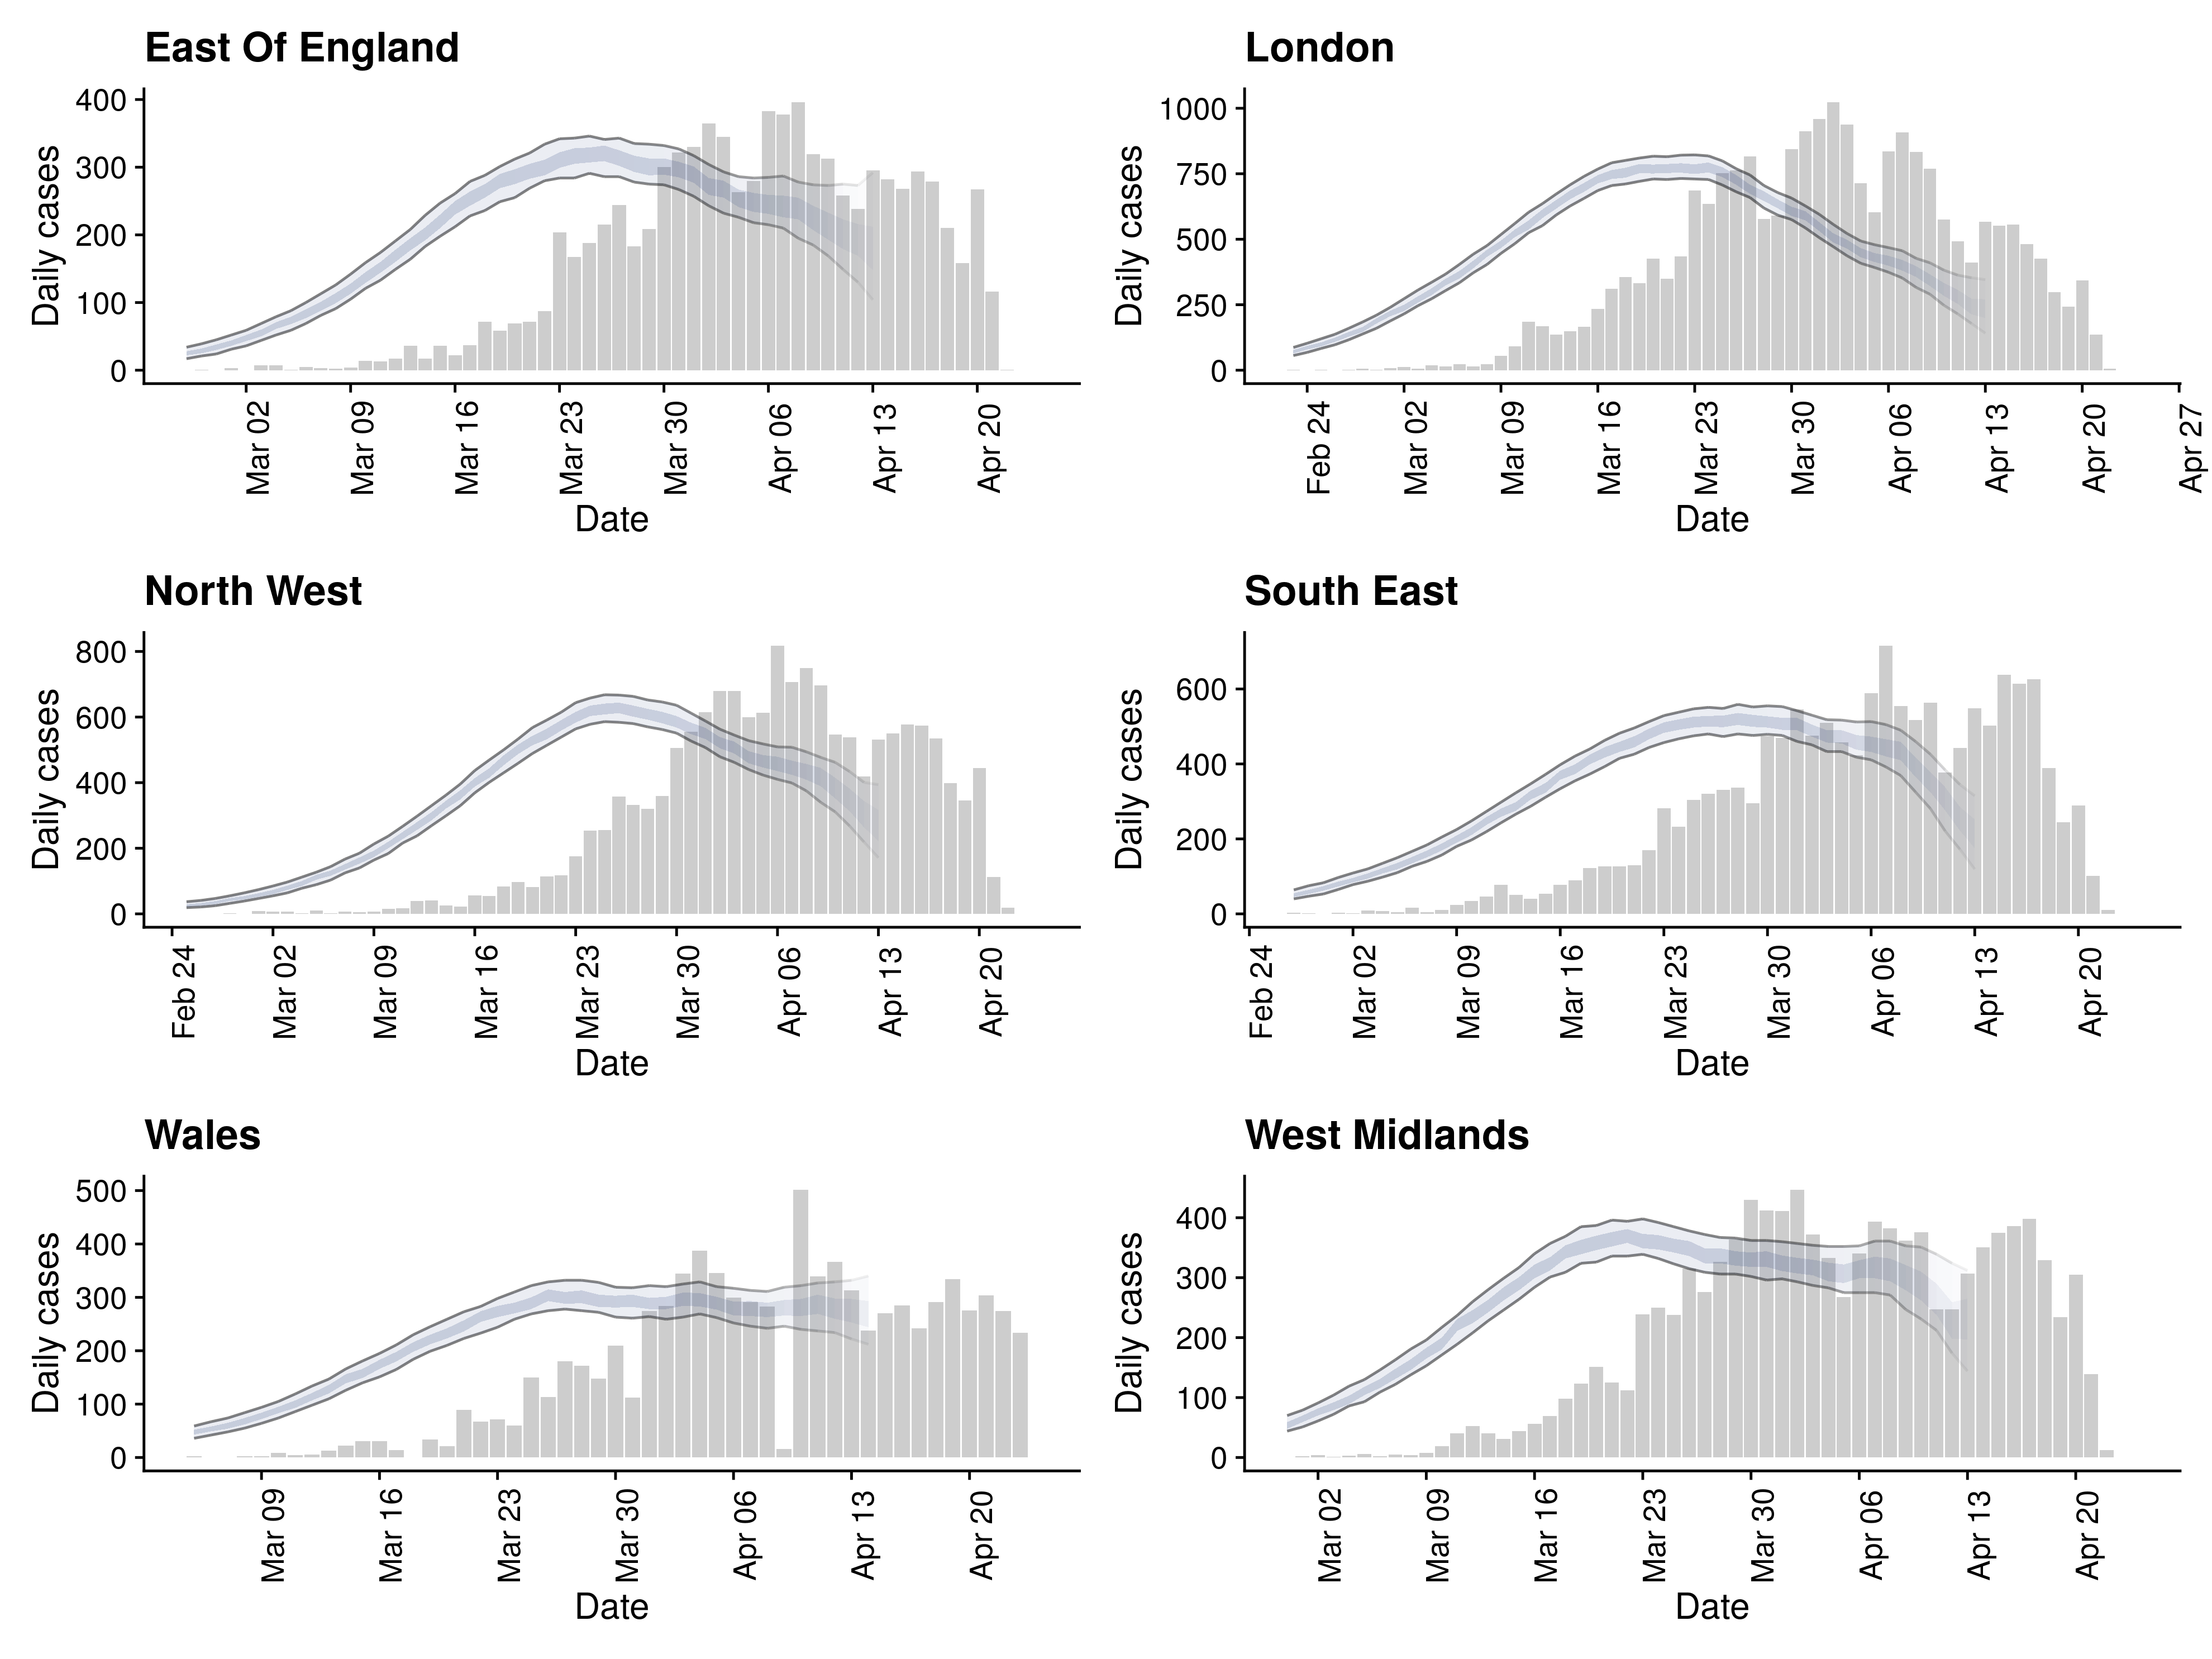 East Of England
Daily cases
400
300
200
100
0
Mar 02
Mar 09
Mar 16
Mar 23
Mar 30
Apr 06
Apr 13
Apr 20
Date
London
Daily cases
1000
750
500
250
0
Feb 24
Mar 02
Mar 09
Mar 16
Mar 23
Mar 30
Apr 06
Apr 13
Apr 20
Apr 27
Date
North West
Daily cases
800
600
400
200
0
Feb 24
Mar 02
Mar 09
Mar 16
Mar 23
Mar 30
Apr 06
Apr 13
Apr 20
Date
South East
Daily cases
600
400
200
0
Feb 24
Mar 02
Mar 09
Mar 16
Mar 23
Mar 30
Apr 06
Apr 13
Apr 20
Date
Wales
Daily cases
500
400
300
200
100
0
Mar 09
Mar 16
Mar 23
Mar 30
Apr 06
Apr 13
Apr 20
Date
West Midlands
Daily cases
400
300
200
100
0
Mar 02
Mar 09
Mar 16
Mar 23
Mar 30
Apr 06
Apr 13
Apr 20
Date